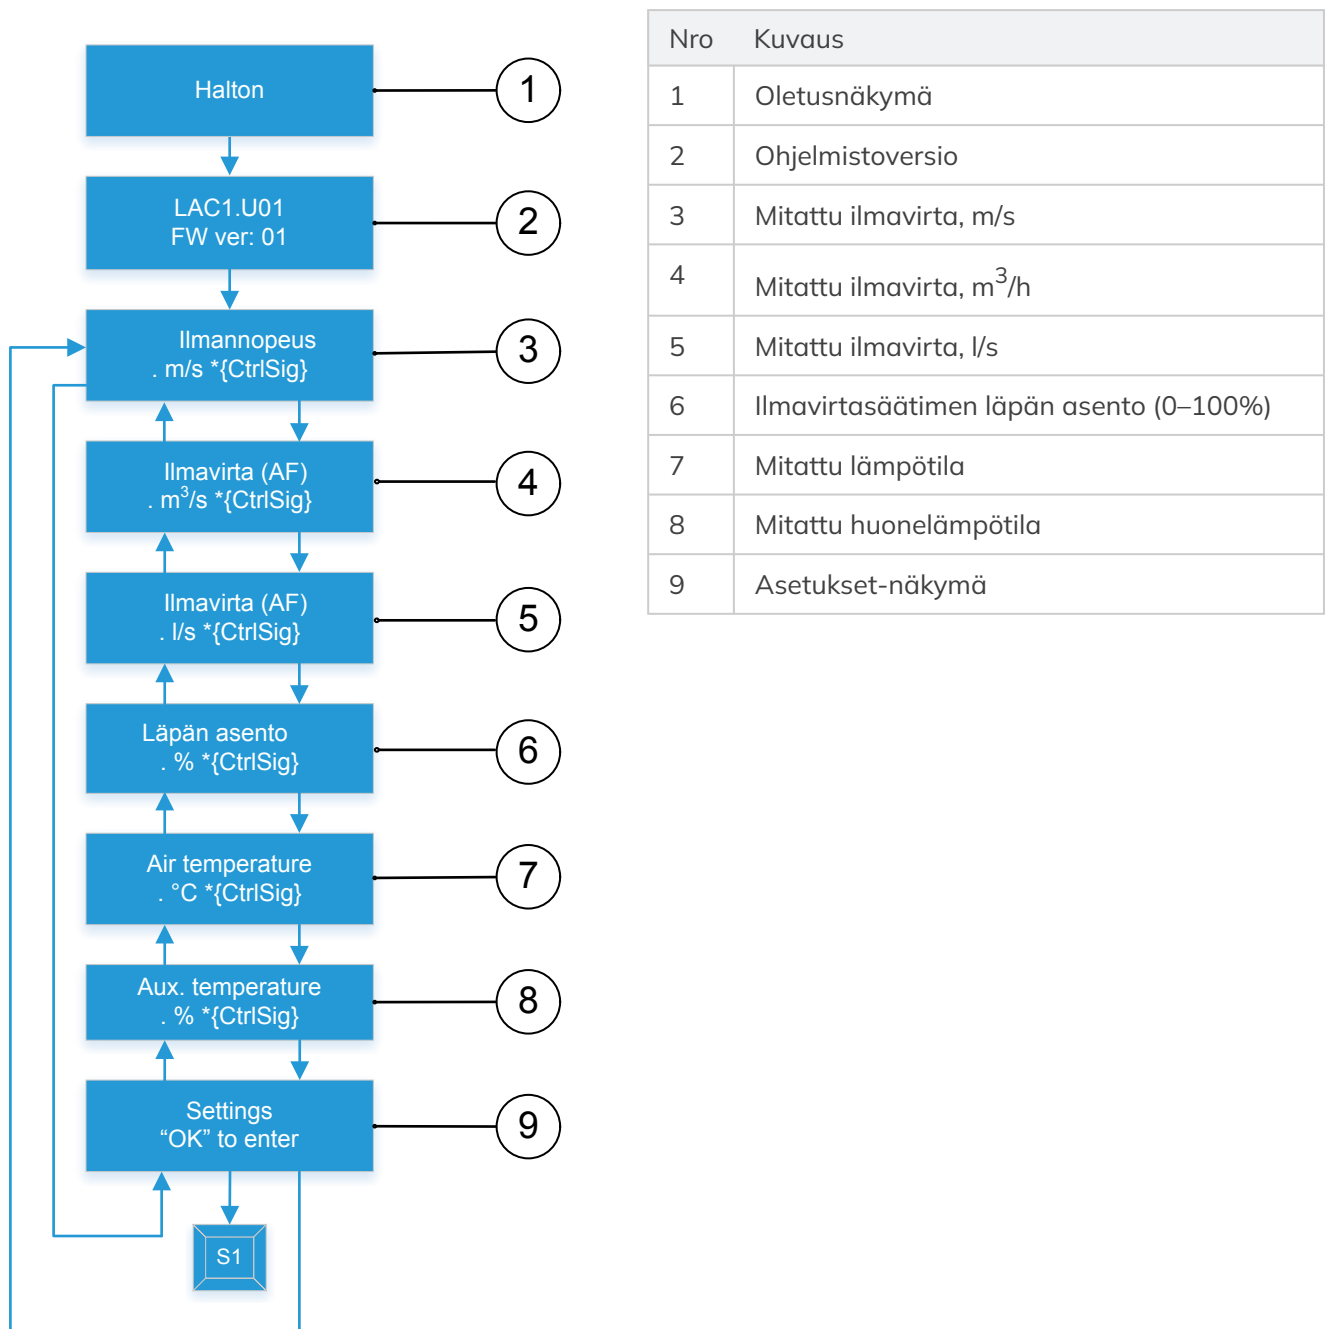 Halton
1
LAC1.U01
FW ver: 01
2
Ilmannopeus
. m/s *{CtrlSig}
3
Ilmavirta (AF)
. m³/s *{CtrlSig}
4
Ilmavirta (AF)
. l/s *{CtrlSig}
5
Läpän asento
. % *{CtrlSig}
6
Air temperature
. °C *{CtrlSig}
7
Aux. temperature
. % *{CtrlSig}
8
Settings
“OK” to enter
9
S1
Nro Kuvaus
1 Oletusnäkymä
2 Ohjelmistoversio
3 Mitattu ilmavirta, m/s
4 Mitattu ilmavirta, m³/h
5 Mitattu ilmavirta, l/s
6 Ilmavirtasäätimen läpän asento (0–100%)
7 Mitattu lämpötila
8 Mitattu huonelämpötila
9 Asetukset-näkymä